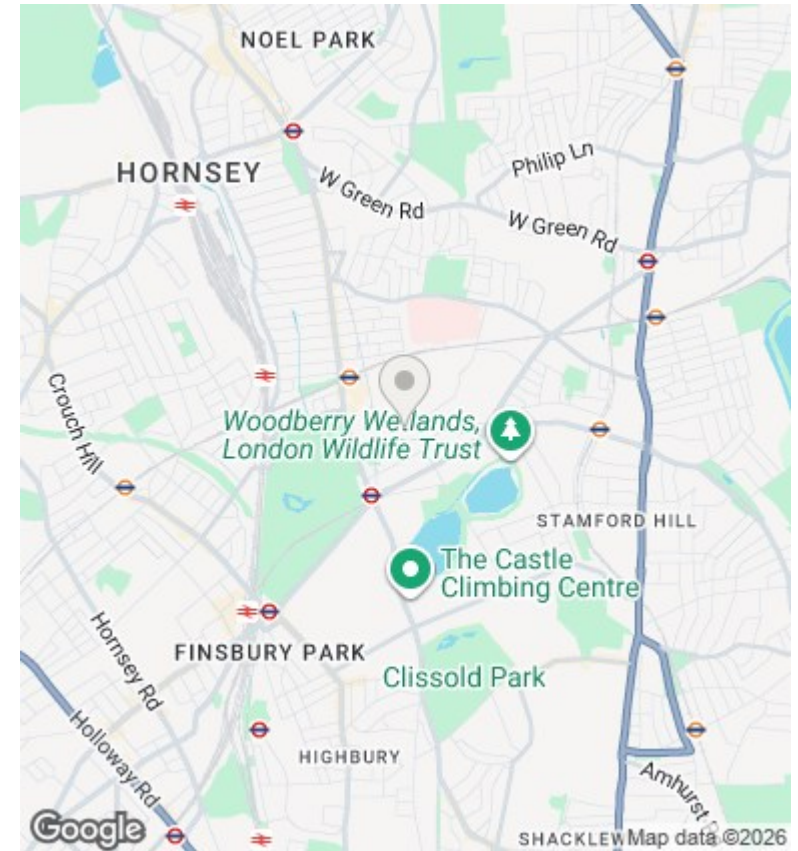 NOEL PARK
HORNSEY
Philip Ln
W Green Rd
W Green Rd
Crouch Hill
Woodberry Wetlands,
London Wildlife Trust
STAMFORD HILL
The Castle
Climbing Centre
Hornsey Rd
FINSBURY PARK
Clissold Park
Holloway Rd
HIGHBURY
Amhurst
Google
SHACKLEW
Map data ©2026